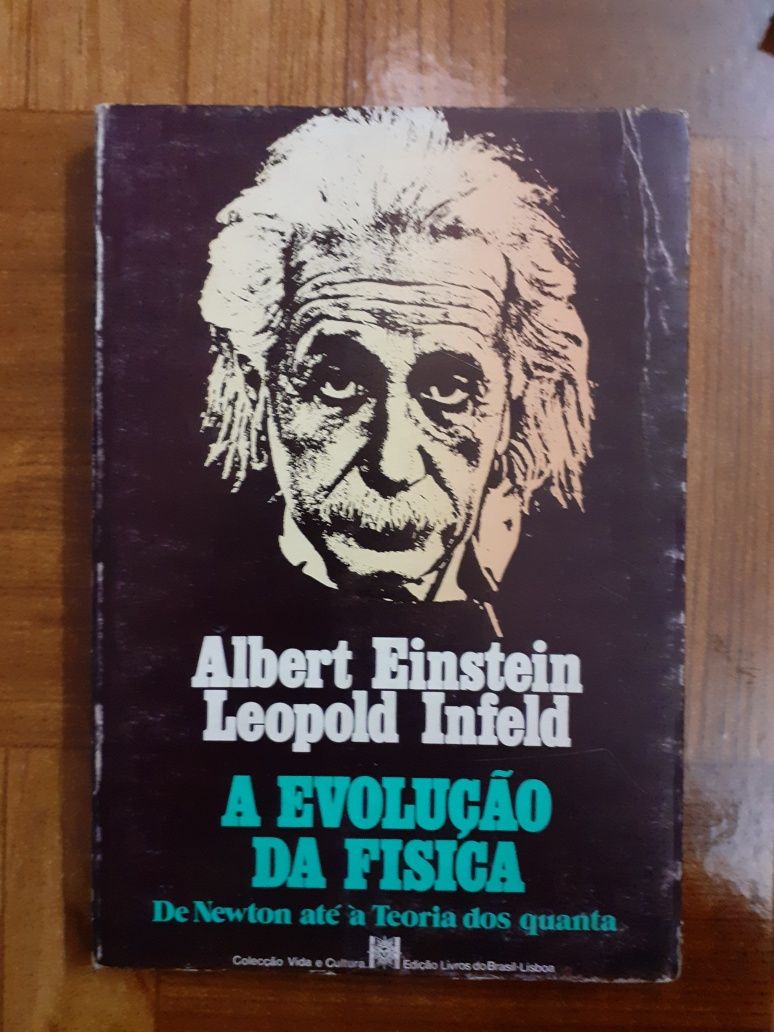 Albert Einstein
Leopold Infeld
A EVOLUÇÃO
DA FISICA
De Newton até à Teoria dos quanta
Colecção Vida e Cultura Edição Livros do Brasil-Lisboa